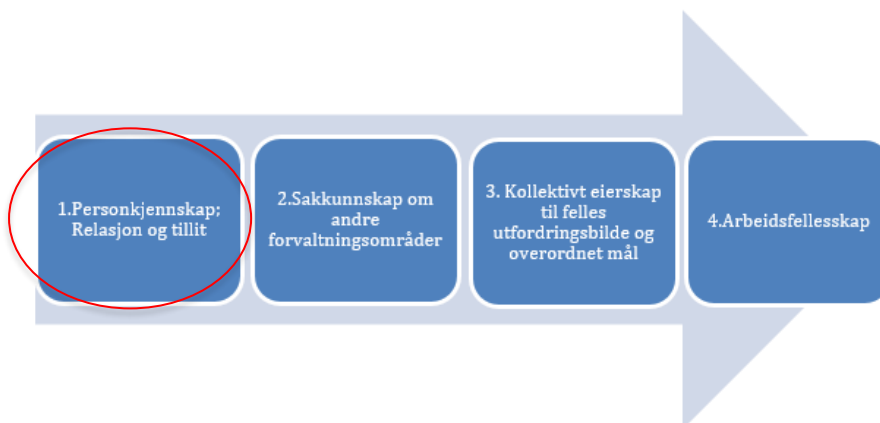 1.Personkjennskap;
Relasjon og tillit
2.Sakkunnskap om
andre
forvaltningsområder
3. Kollektivt eierskap
til felles
utfordringsbilde og
overordnet mål
4.Arbeidsfellesskap